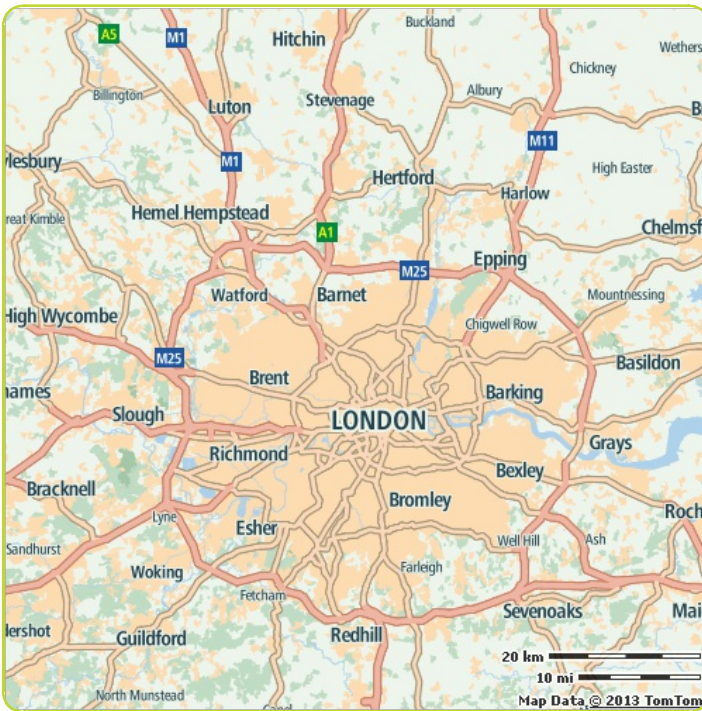 Buckland
A5
M1
Hitchin
Wethers
Chickney
Billington
Luton
Stevenage
Albury
B
M11
M1
ylesbury
High Easter
Hertford
Harlow
reat Kimble
Hemel Hempstead
A1
Chelmsf
Epping
M25
Watford
Barnet
Mountnessing
High Wycombe
Chigwell Row
M25
Basildon
Brent
hames
Barking
Slough
LONDON
Grays
Richmond
Bexley
Bracknell
Bromley
Lyne
Roch
Esher
Well Hill
Ash
Sandhurst
Woking
Farleigh
Fetcham
Sevenoaks
Mai
ldershot
Guildford
Redhill
20 km
10 mi
North Munstead
Map Data © 2013 TomTom